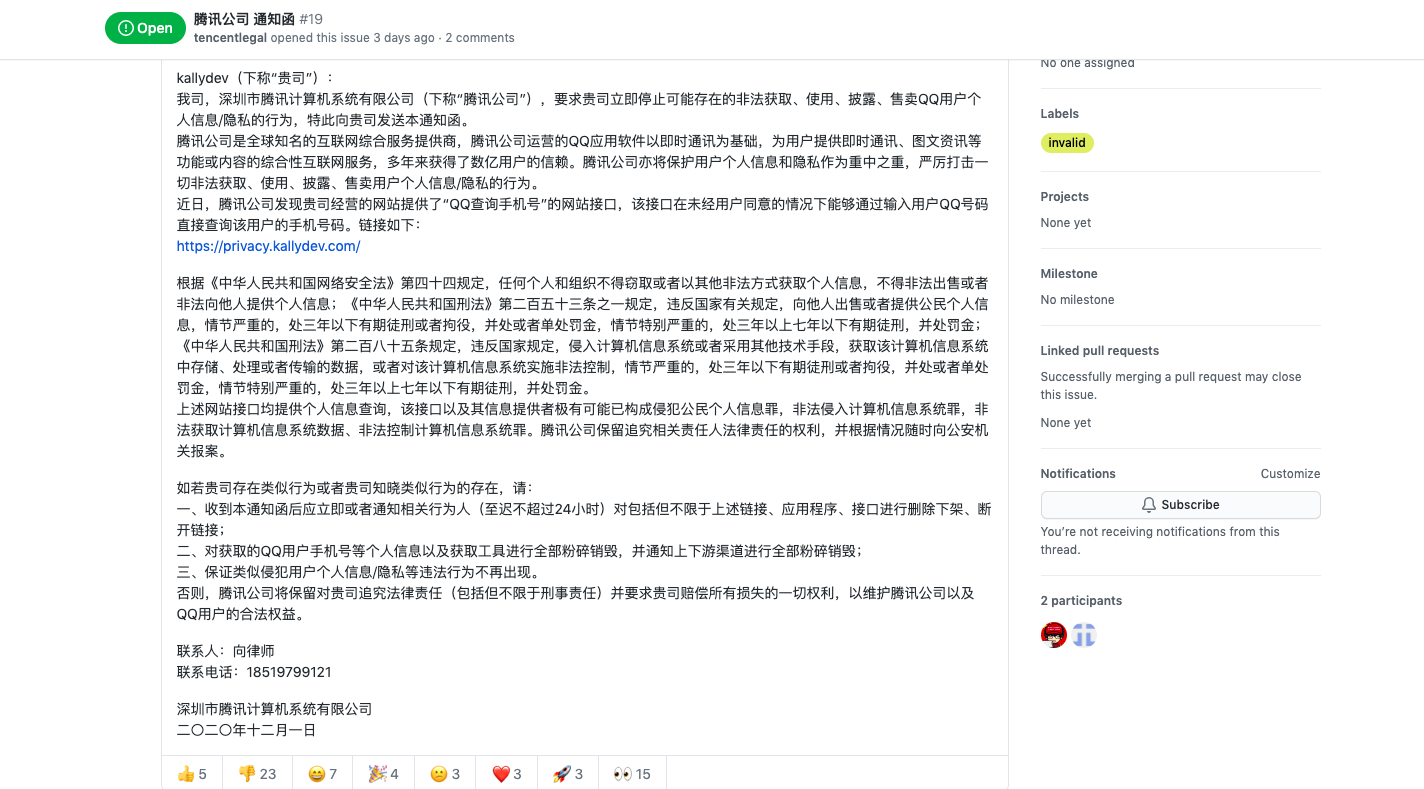 Open
腾讯公司 通知函 #19
tencentlegal opened this issue 3 days ago · 2 comments
kallydev（下称“贵司”）：
我司，深圳市腾讯计算机系统有限公司（下称“腾讯公司”），要求贵司立即停止可能存在的非法获取、使用、披露、售卖QQ用户个
人信息/隐私的行为，特此向贵司发送本通知函。
腾讯公司是全球知名的互联网综合服务提供商，腾讯公司运营的QQ应用软件以即时通讯为基础，为用户提供即时通讯、图文资讯等
功能或内容的综合性互联网服务，多年来获得了数亿用户的信赖。腾讯公司亦将保护用户个人信息和隐私作为重中之重，严厉打击一
切非法获取、使用、披露、售卖用户个人信息/隐私的行为。
近日，腾讯公司发现贵司经营的网站提供了“QQ查询手机号”的网站接口，该接口在未经用户同意的情况下能够通过输入用户QQ号码
直接查询该用户的手机号码。链接如下：
https://privacy.kallydev.com/
根据《中华人民共和国网络安全法》第四十四规定，任何个人和组织不得窃取或者以其他非法方式获取个人信息，不得非法出售或者
非法向他人提供个人信息；《中华人民共和国刑法》第二百五十三条之一规定，违反国家有关规定，向他人出售或者提供公民个人信
息，情节严重的，处三年以下有期徒刑或者拘役，并处或者单处罚金，情节特别严重的，处三年以上七年以下有期徒刑，并处罚金；
《中华人民共和国刑法》第二百八十五条规定，违反国家规定，侵入计算机信息系统或者采用其他技术手段，获取该计算机信息系统
中存储、处理或者传输的数据，或者对该计算机信息系统实施非法控制，情节严重的，处三年以下有期徒刑或者拘役，并处或者单处
罚金，情节特别严重的，处三年以上七年以下有期徒刑，并处罚金。
上述网站接口均提供个人信息查询，该接口以及其信息提供者极有可能已构成侵犯公民个人信息罪，非法侵入计算机信息系统罪，非
法获取计算机信息系统数据、非法控制计算机信息系统罪。腾讯公司保留追究相关责任人法律责任的权利，并根据情况随时向公安机
关报案。
如若贵司存在类似行为或者贵司知晓类似行为的存在，请：
一、收到本通知函后应立即或者通知相关行为人（至迟不超过24小时）对包括但不限于上述链接、应用程序、接口进行删除下架、断
开链接；
二、对获取的QQ用户手机号等个人信息以及获取工具进行全部粉碎销毁，并通知上下游渠道进行全部粉碎销毁；
三、保证类似侵犯用户个人信息/隐私等违法行为不再出现。
否则，腾讯公司将保留对贵司追究法律责任（包括但不限于刑事责任）并要求贵司赔偿所有损失的一切权利，以维护腾讯公司以及
QQ用户的合法权益。
联系人：向律师
联系电话：18519799121
深圳市腾讯计算机系统有限公司
二〇二〇年十二月一日
👍 5 👎 23 😄 7 🎉 4 😕 3 ❤️ 3 🚀 3 👀 15
No one assigned
Labels
invalid
Projects
None yet
Milestone
No milestone
Linked pull requests
Successfully merging a pull request may close
this issue.
None yet
Notifications Customize
Subscribe
You’re not receiving notifications from this
thread.
2 participants